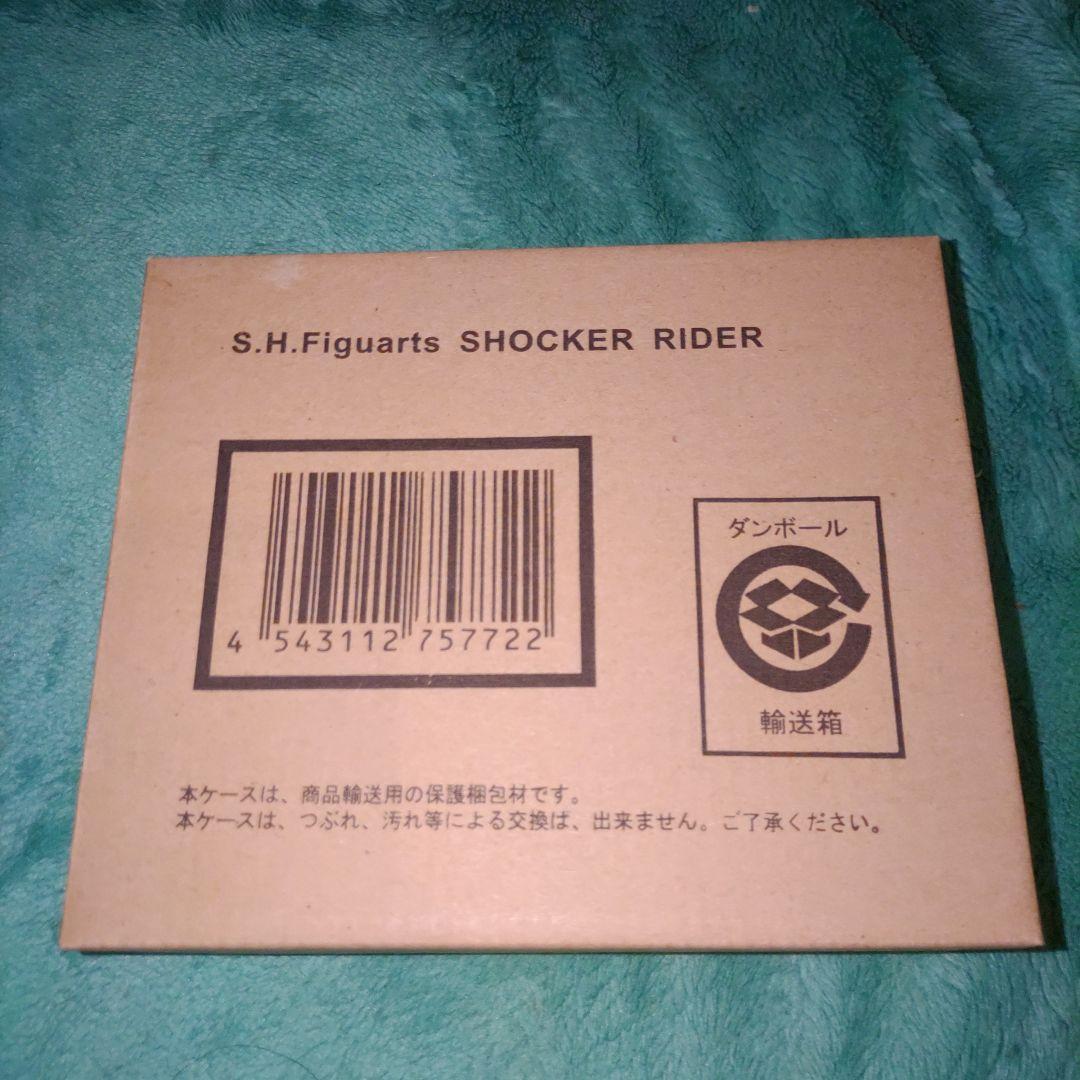 S.H.Figuarts SHOCKER RIDER
4 543112 757722
ダンボール
輸送箱
本ケースは、商品輸送用の保護梱包材です。
本ケースは、つぶれ、汚れ等による交換は、出来ません。ご了承ください。